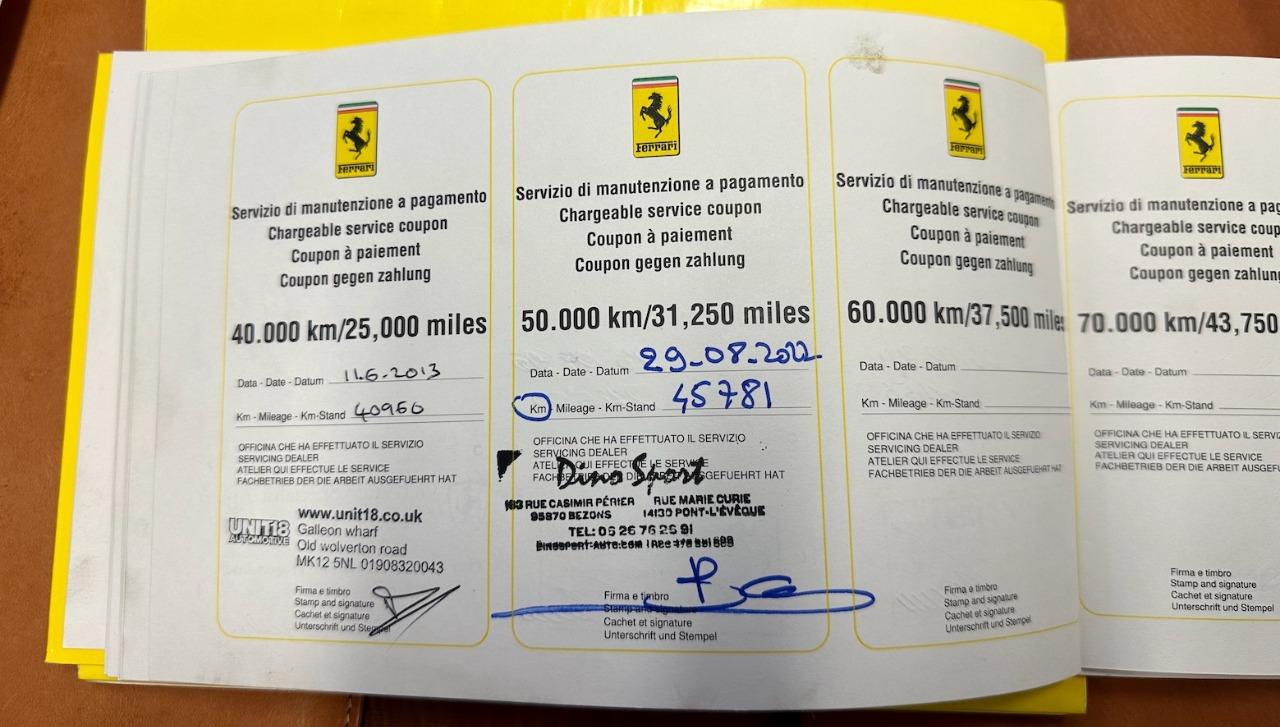 Ferrari
Servizio di manutenzione a pagamento
Chargeable service coupon
Coupon à paiement
Coupon gegen zahlung
40.000 km/25,000 miles
Data - Date - Datum 11.6-2013
Km - Mileage - Km-Stand 40960
OFFICINA CHE HA EFFETTUATO IL SERVIZIO
SERVICING DEALER
ATELIER QUI EFFECTUE LE SERVICE
FACHBETRIEB DER DIE ARBEIT AUSGEFUEHRT HAT
UNIT18
AUTOMOTIVE
www.unit18.co.uk
Galleon wharf
Old wolverton road
MK12 5NL 01908320043
Firma e timbro
Stamp and signature
Cachet et signature
Unterschrift und Stempel
Ferrari
Servizio di manutenzione a pagamento
Chargeable service coupon
Coupon à paiement
Coupon gegen zahlung
50.000 km/31,250 miles
Data - Date - Datum 29-08-2022
Km - Mileage - Km-Stand 45781
OFFICINA CHE HA EFFETTUATO IL SERVIZIO
SERVICING DEALER
ATELIER QUI EFFECTUE LE SERVICE
FACHBETRIEB DER DIE ARBEIT AUSGEFUEHRT HAT
Dino Sport
163 RUE CASIMIR PÉRIER RUE MARIE CURIE
95870 BEZONS 14130 PONT-L'ÉVÊQUE
TEL: 06 26 76 26 91
Firma e timbro
Stamp and signature
Cachet et signature
Unterschrift und Stempel
Ferrari
Servizio di manutenzione a pagamento
Chargeable service coupon
Coupon à paiement
Coupon gegen zahlung
60.000 km/37,500 miles
Data - Date - Datum
Km - Mileage - Km-Stand
OFFICINA CHE HA EFFETTUATO IL SERVIZIO
SERVICING DEALER
ATELIER QUI EFFECTUE LE SERVICE
FACHBETRIEB DER DIE ARBEIT AUSGEFUEHRT HAT
Firma e timbro
Stamp and signature
Cachet et signature
Unterschrift und Stempel
Ferrari
Servizio di manutenzione a pag
Chargeable service coup
Coupon à paiement
Coupon gegen zahlun
70.000 km/43,750
Data - Date - Datum
Km - Mileage - Km-Stand
OFFICINA CHE HA EFFETTUATO IL SERVIZ
SERVICING DEALER
ATELIER QUI EFFECTUE LE SERVICE
FACHBETRIEB DER DIE ARBEIT AUSGEFU
Firma e timbro
Stamp and signature
Cachet et signature
Unterschrift und Stempel